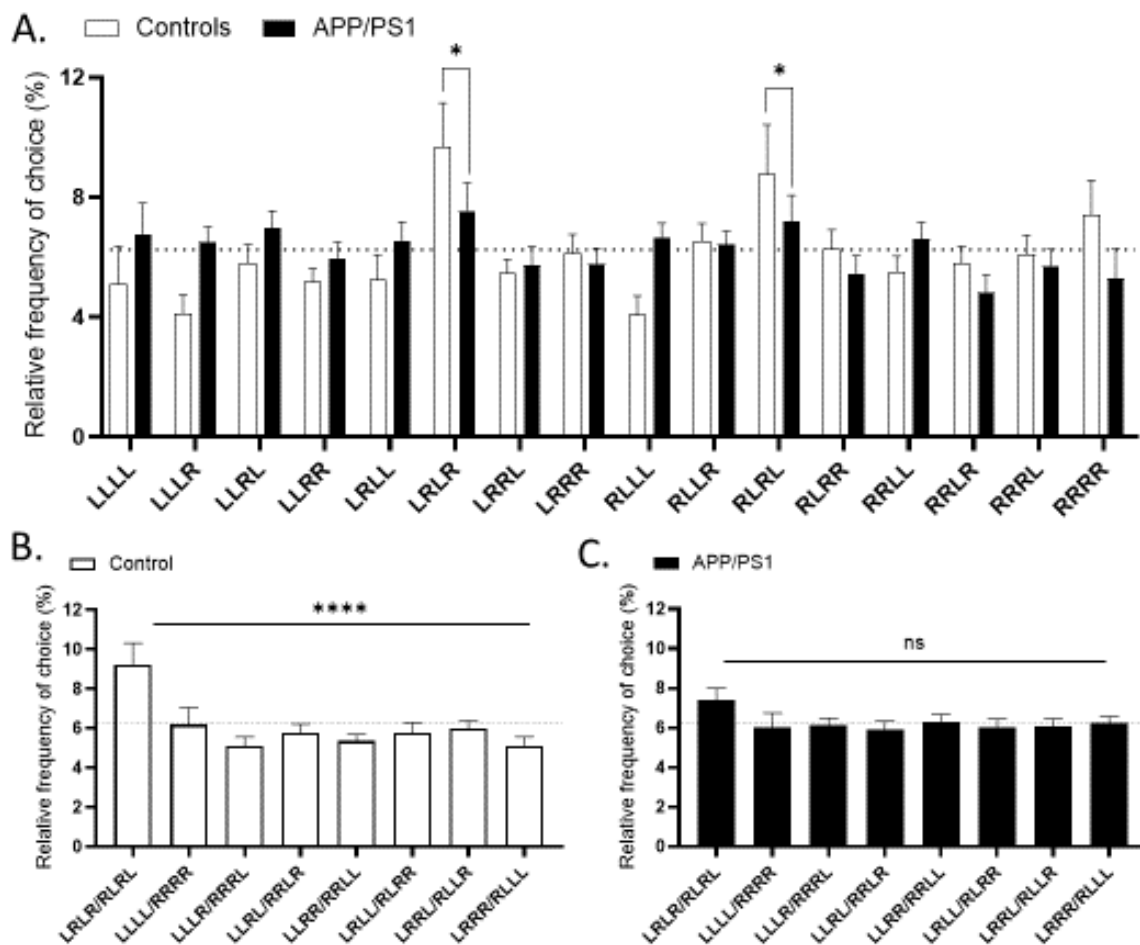 A.
Controls APP/PS1
Relative frequency of choice (%)
12
8
4
0
*
*
LLLL LLLR LLRL LLRR LRLL LRLR LRRL LRRR RLLL RLLR RLRL RLRR RRLL RRLR RRRL RRRR
B.
Control
Relative frequency of choice (%)
12
10
8
6
4
2
0
****
LRLR/RLRL LLLL/RRRR LLLR/RRRL LLRL/RRLR LLRR/RRLL LRLL/RLRR LRRL/RLLR LRRR/RLLL
C.
APP/PS1
Relative frequency of choice (%)
12
10
8
6
4
2
0
ns
LRLR/RLRL LLLL/RRRR LLLR/RRRL LLRL/RRLR LLRR/RRLL LRLL/RLRR LRRL/RLLR LRRR/RLLL